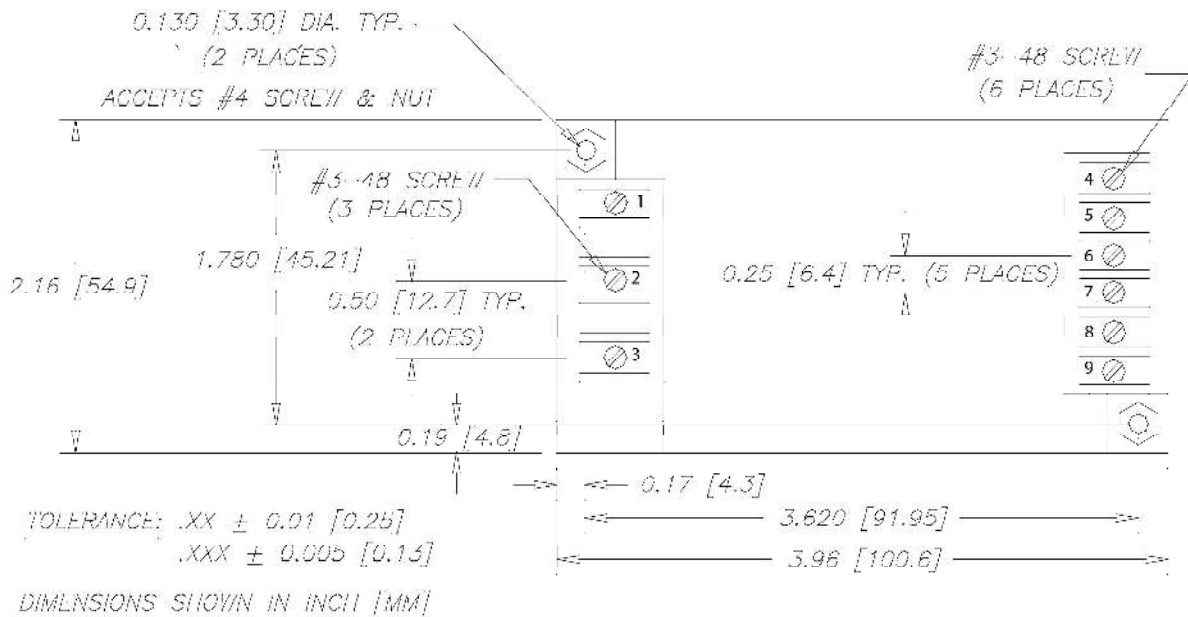 0.130 [3.30] DIA. TYP.
(2 PLACES)
ACCEPTS #4 SCREW & NUT
#3-48 SCREW
(6 PLACES)
#3-48 SCREW
(3 PLACES)
1
2
3
4
5
6
7
8
9
1.780 [45.21]
2.16 [54.9]
0.50 [12.7] TYP.
(2 PLACES)
0.25 [6.4] TYP. (5 PLACES)
0.19 [4.8]
0.17 [4.3]
3.620 [91.95]
3.96 [100.6]
TOLERANCE: .XX ± 0.01 [0.25]
.XXX ± 0.005 [0.13]
DIMENSIONS SHOWN IN INCH [MM]